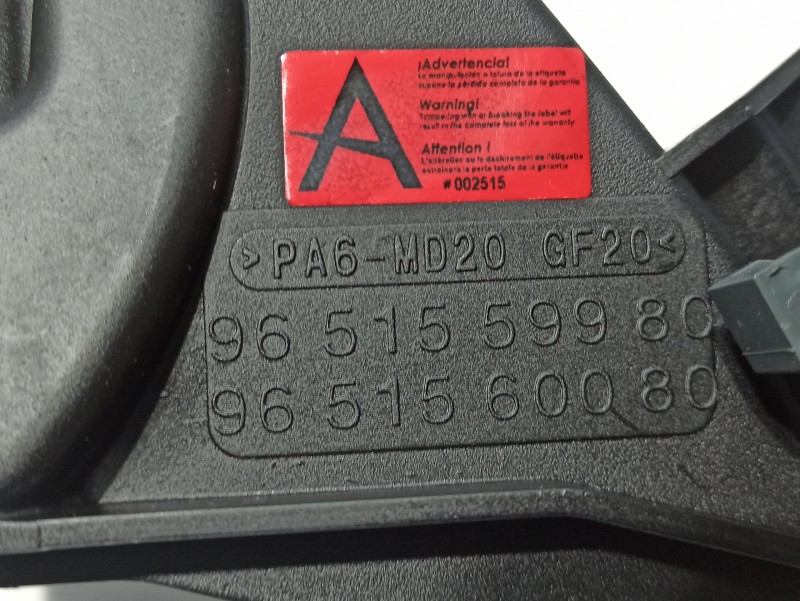 A
¡Advertencia!
La manipulación o rotura de la etiqueta
supone la pérdida completa de la garantía
Warning!
Tampering with or breaking the label will
result in the complete loss of the warranty
Attention !
L'altération ou le déchirement de l'étiquette
entraînera la perte totale de la garantie
#002515
>PA6-MD20 GF20<
96 515 599 80
96 515 600 80